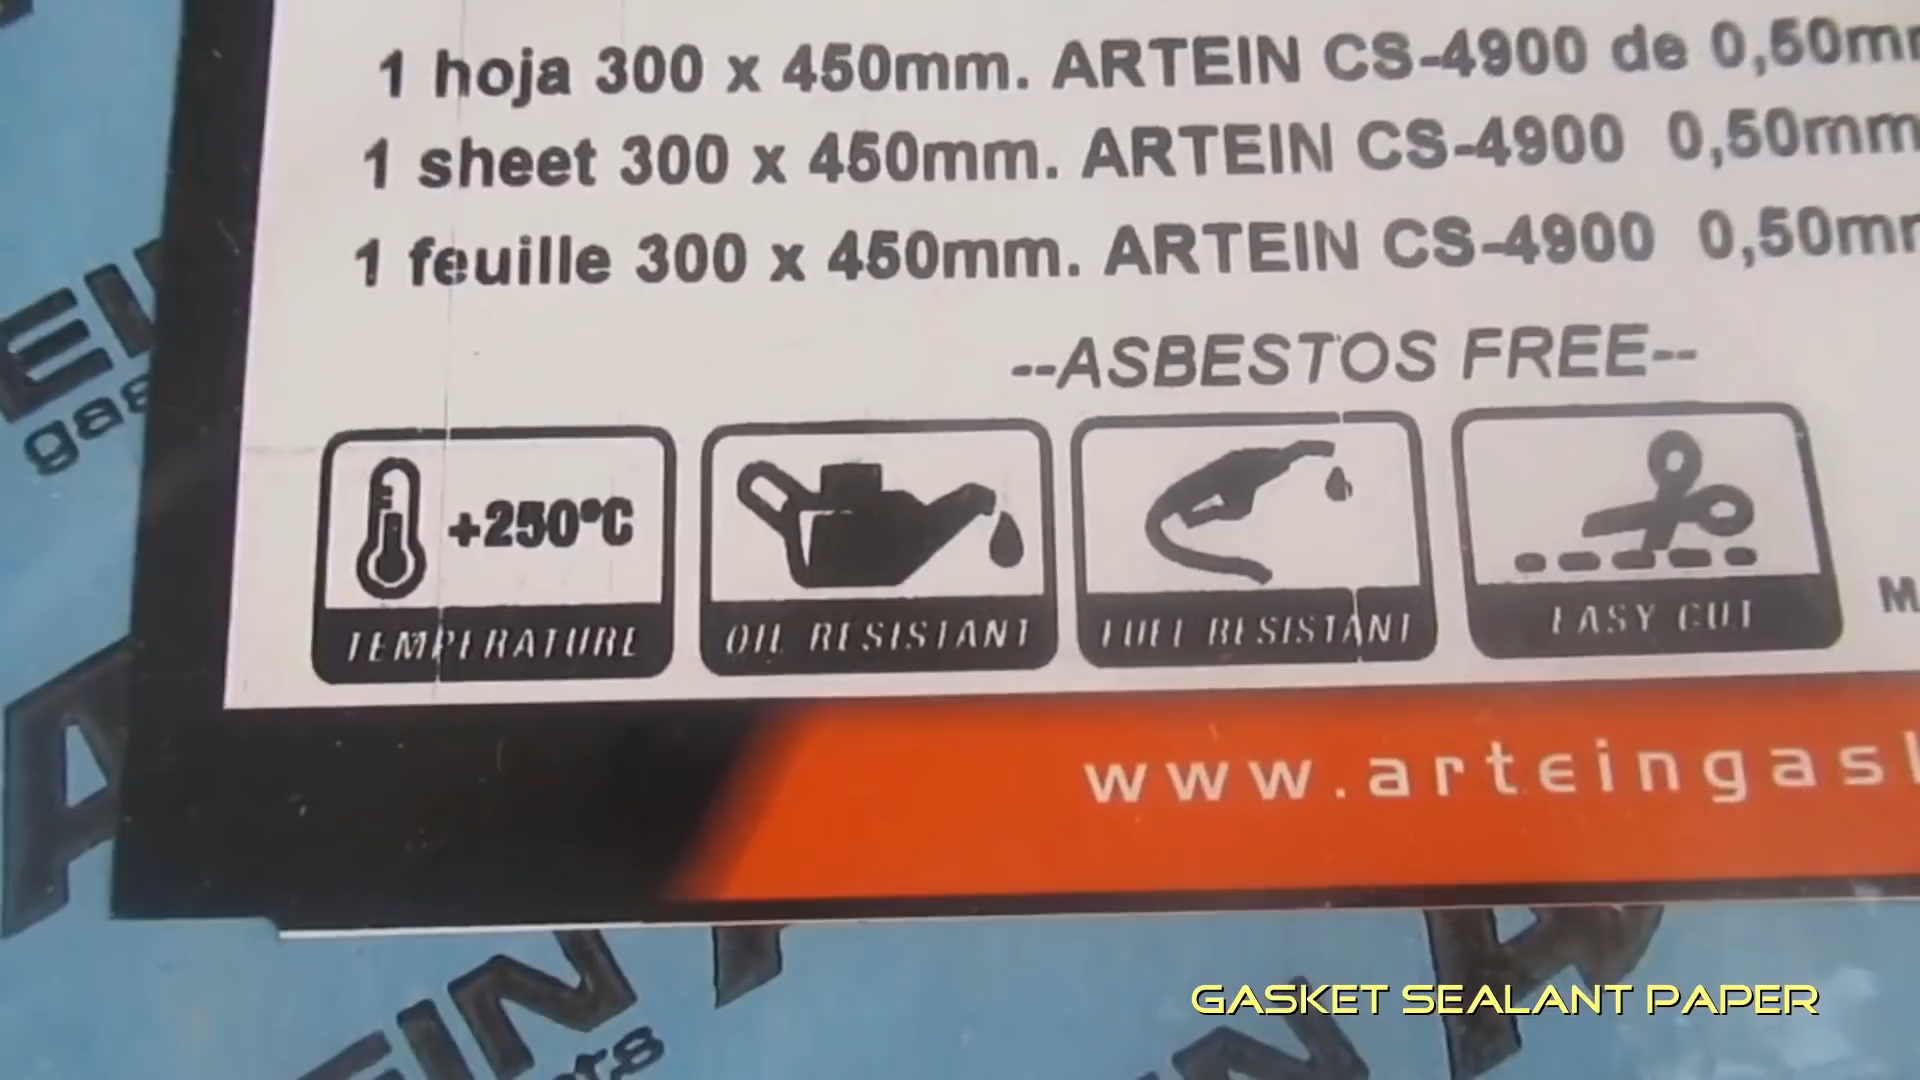 1 hoja 300 x 450mm. ARTEIN CS-4900 de 0,50m
1 sheet 300 x 450mm. ARTEIN CS-4900 0,50mm
1 feuille 300 x 450mm. ARTEIN CS-4900 0,50m
--ASBESTOS FREE--
+250ºC
TEMPERATURE
OIL RESISTANT
FUEL RESISTANT
EASY CUT
www.arteingas
GASKET SEALANT PAPER